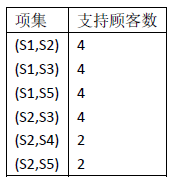 项集 支持顾客数
(S1,S2) 4
(S1,S3) 4
(S1,S5) 4
(S2,S3) 4
(S2,S4) 2
(S2,S5) 2